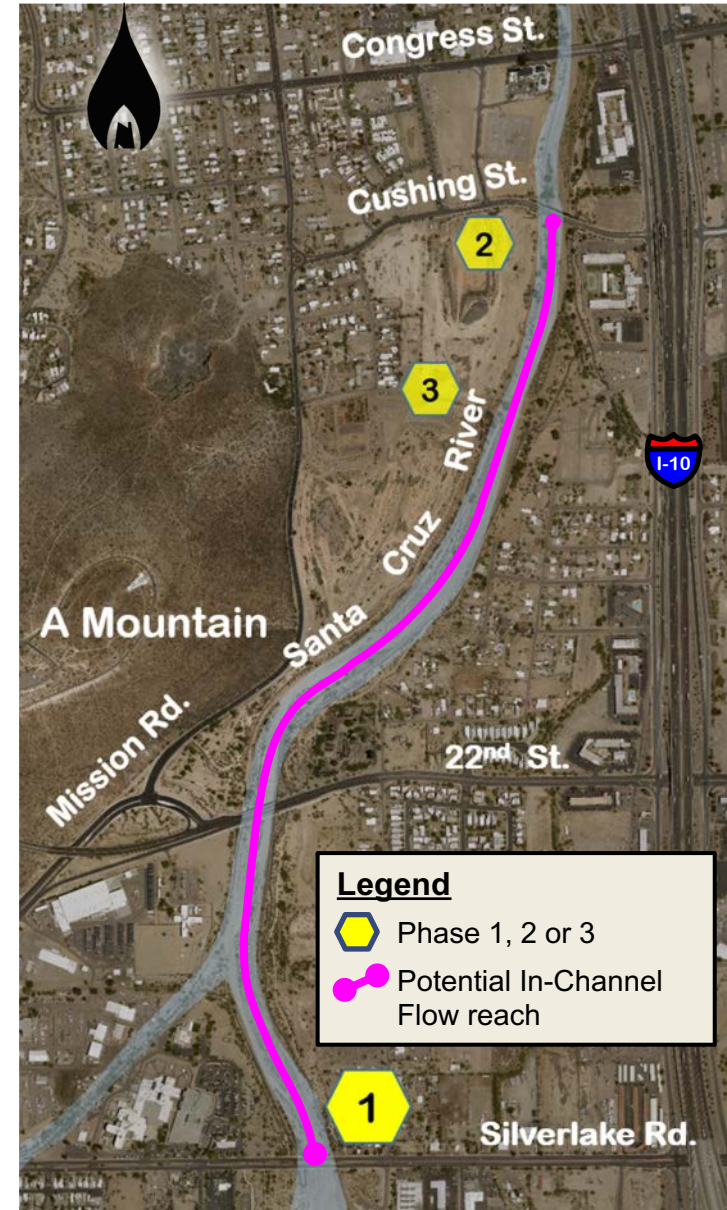 Congress St.
N
Cushing St.
2
3
River
I-10
Cruz
A Mountain
Santa
Mission Rd.
22nd St.
Legend
Phase 1, 2 or 3
Potential In-Channel
Flow reach
1
Silverlake Rd.